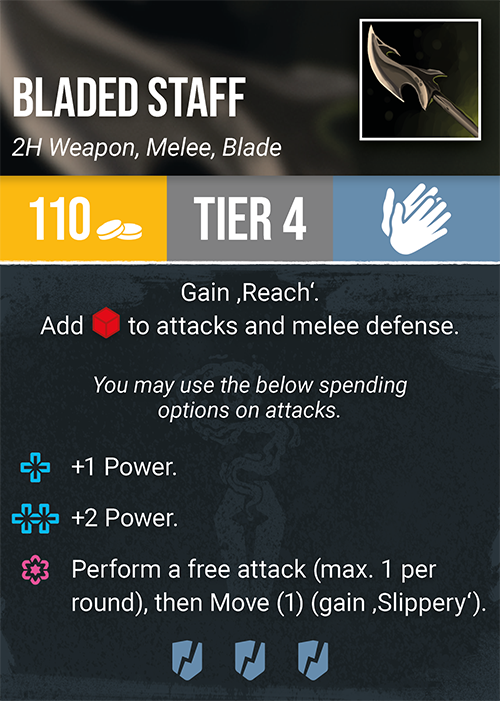 BLADED STAFF
2H Weapon, Melee, Blade
110
TIER 4
Gain ‚Reach‘.
Add to attacks and melee defense.
You may use the below spending
options on attacks.
+1 Power.
+2 Power.
Perform a free attack (max. 1 per
round), then Move (1) (gain ‚Slippery‘).